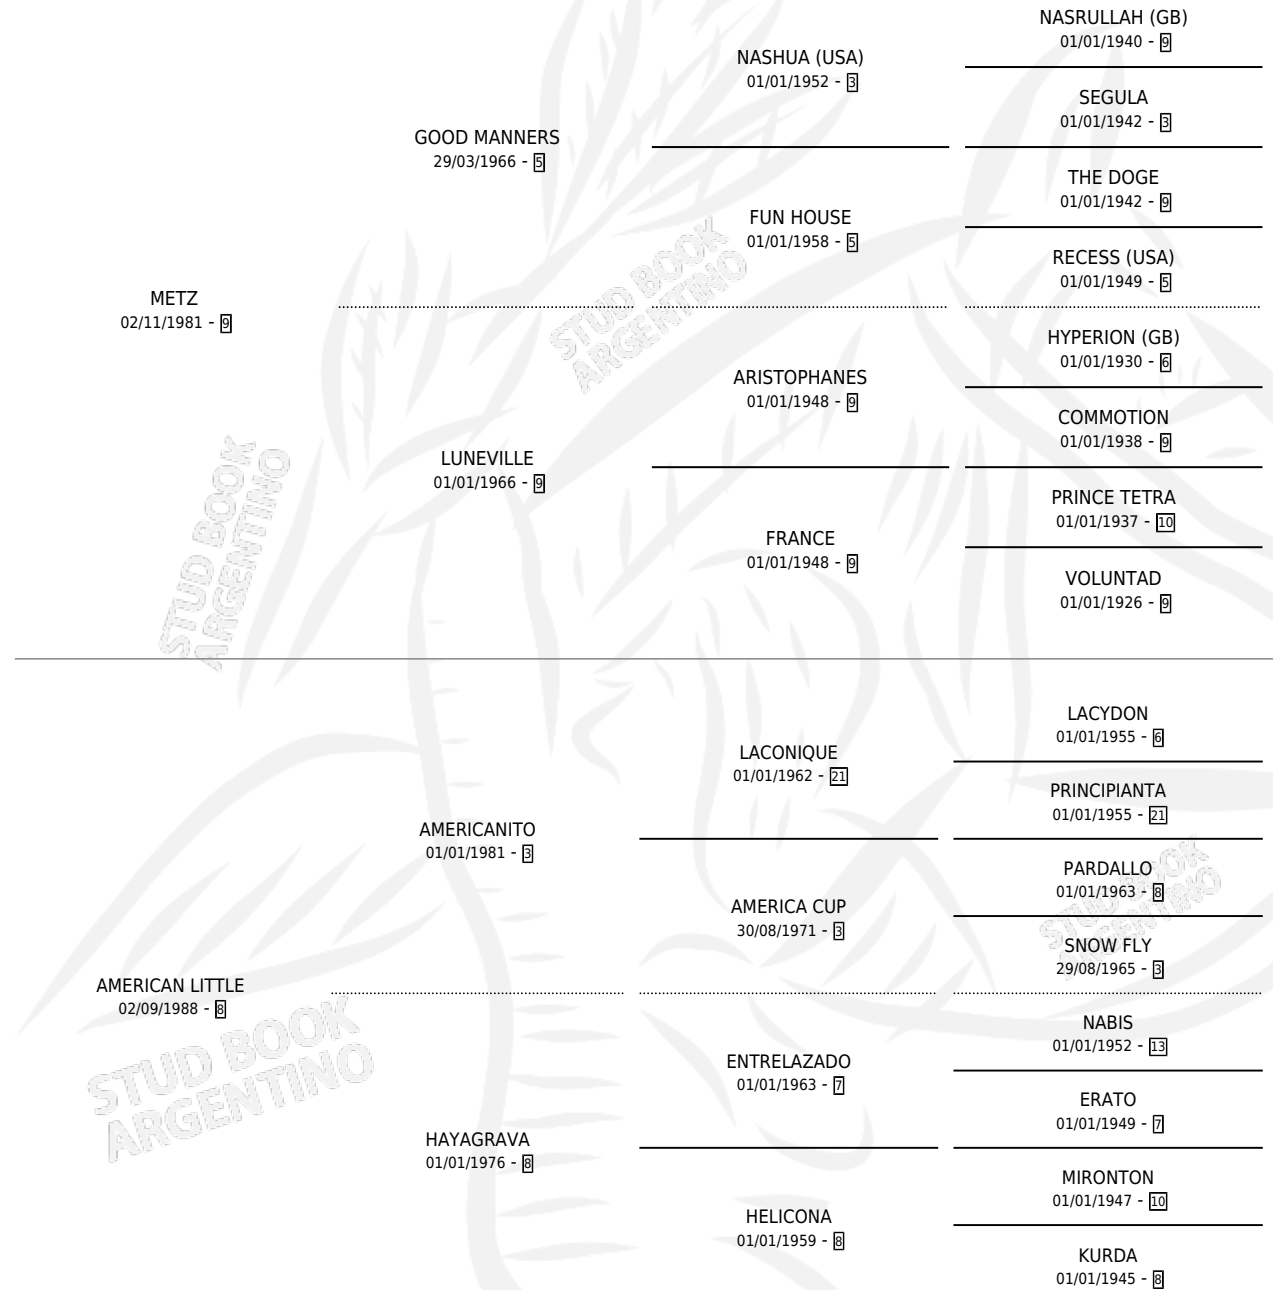 NASRULLAH (GB)
01/01/1940 - 9
NASHUA (USA)
01/01/1952 - 3
SEGULA
01/01/1942 - 3
GOOD MANNERS
29/03/1966 - 5
THE DOGE
01/01/1942 - 9
FUN HOUSE
01/01/1958 - 5
RECESS (USA)
01/01/1949 - 5
METZ
02/11/1981 - 9
HYPERION (GB)
01/01/1930 - 6
ARISTOPHANES
01/01/1948 - 9
COMMOTION
01/01/1938 - 9
LUNEVILLE
01/01/1966 - 9
PRINCE TETRA
01/01/1937 - 10
FRANCE
01/01/1948 - 9
VOLUNTAD
01/01/1926 - 9
LACYDON
01/01/1955 - 6
LACONIQUE
01/01/1962 - 21
PRINCIPIANTA
01/01/1955 - 21
AMERICANITO
01/01/1981 - 3
PARDALLO
01/01/1963 - 8
AMERICA CUP
30/08/1971 - 3
SNOW FLY
29/08/1965 - 3
AMERICAN LITTLE
02/09/1988 - 8
NABIS
01/01/1952 - 13
ENTRELAZADO
01/01/1963 - 7
ERATO
01/01/1949 - 7
HAYAGRAVA
01/01/1976 - 8
MIRONTON
01/01/1947 - 10
HELICONA
01/01/1959 - 8
KURDA
01/01/1945 - 8
STUD BOOK
ARGENTINO
STUD BOOK
ARGENTINO
STUD BOOK
ARGENTINO
STUD BOOK
ARGENTINO